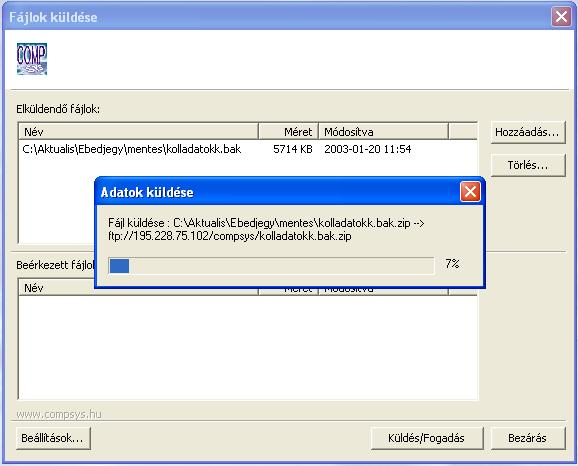 Fájlok küldése
COMP
Elküldendő fájlok:
Név Méret Módosítva
C:\Aktualis\Ebedjegy\mentes\kolladatokk.bak 5714 KB 2003-01-20 11:54
Hozzáadás...
Törlés...
Adatok küldése
Fájl küldése : C:\Aktualis\Ebedjegy\mentes\kolladatokk.bak.zip -->
ftp://195.228.75.102/compsys/kolladatokk.bak.zip
7%
Beérkezett fájlok
Név Méret Módosítva
www.compsys.hu
Beállítások...
Küldés/Fogadás
Bezárás